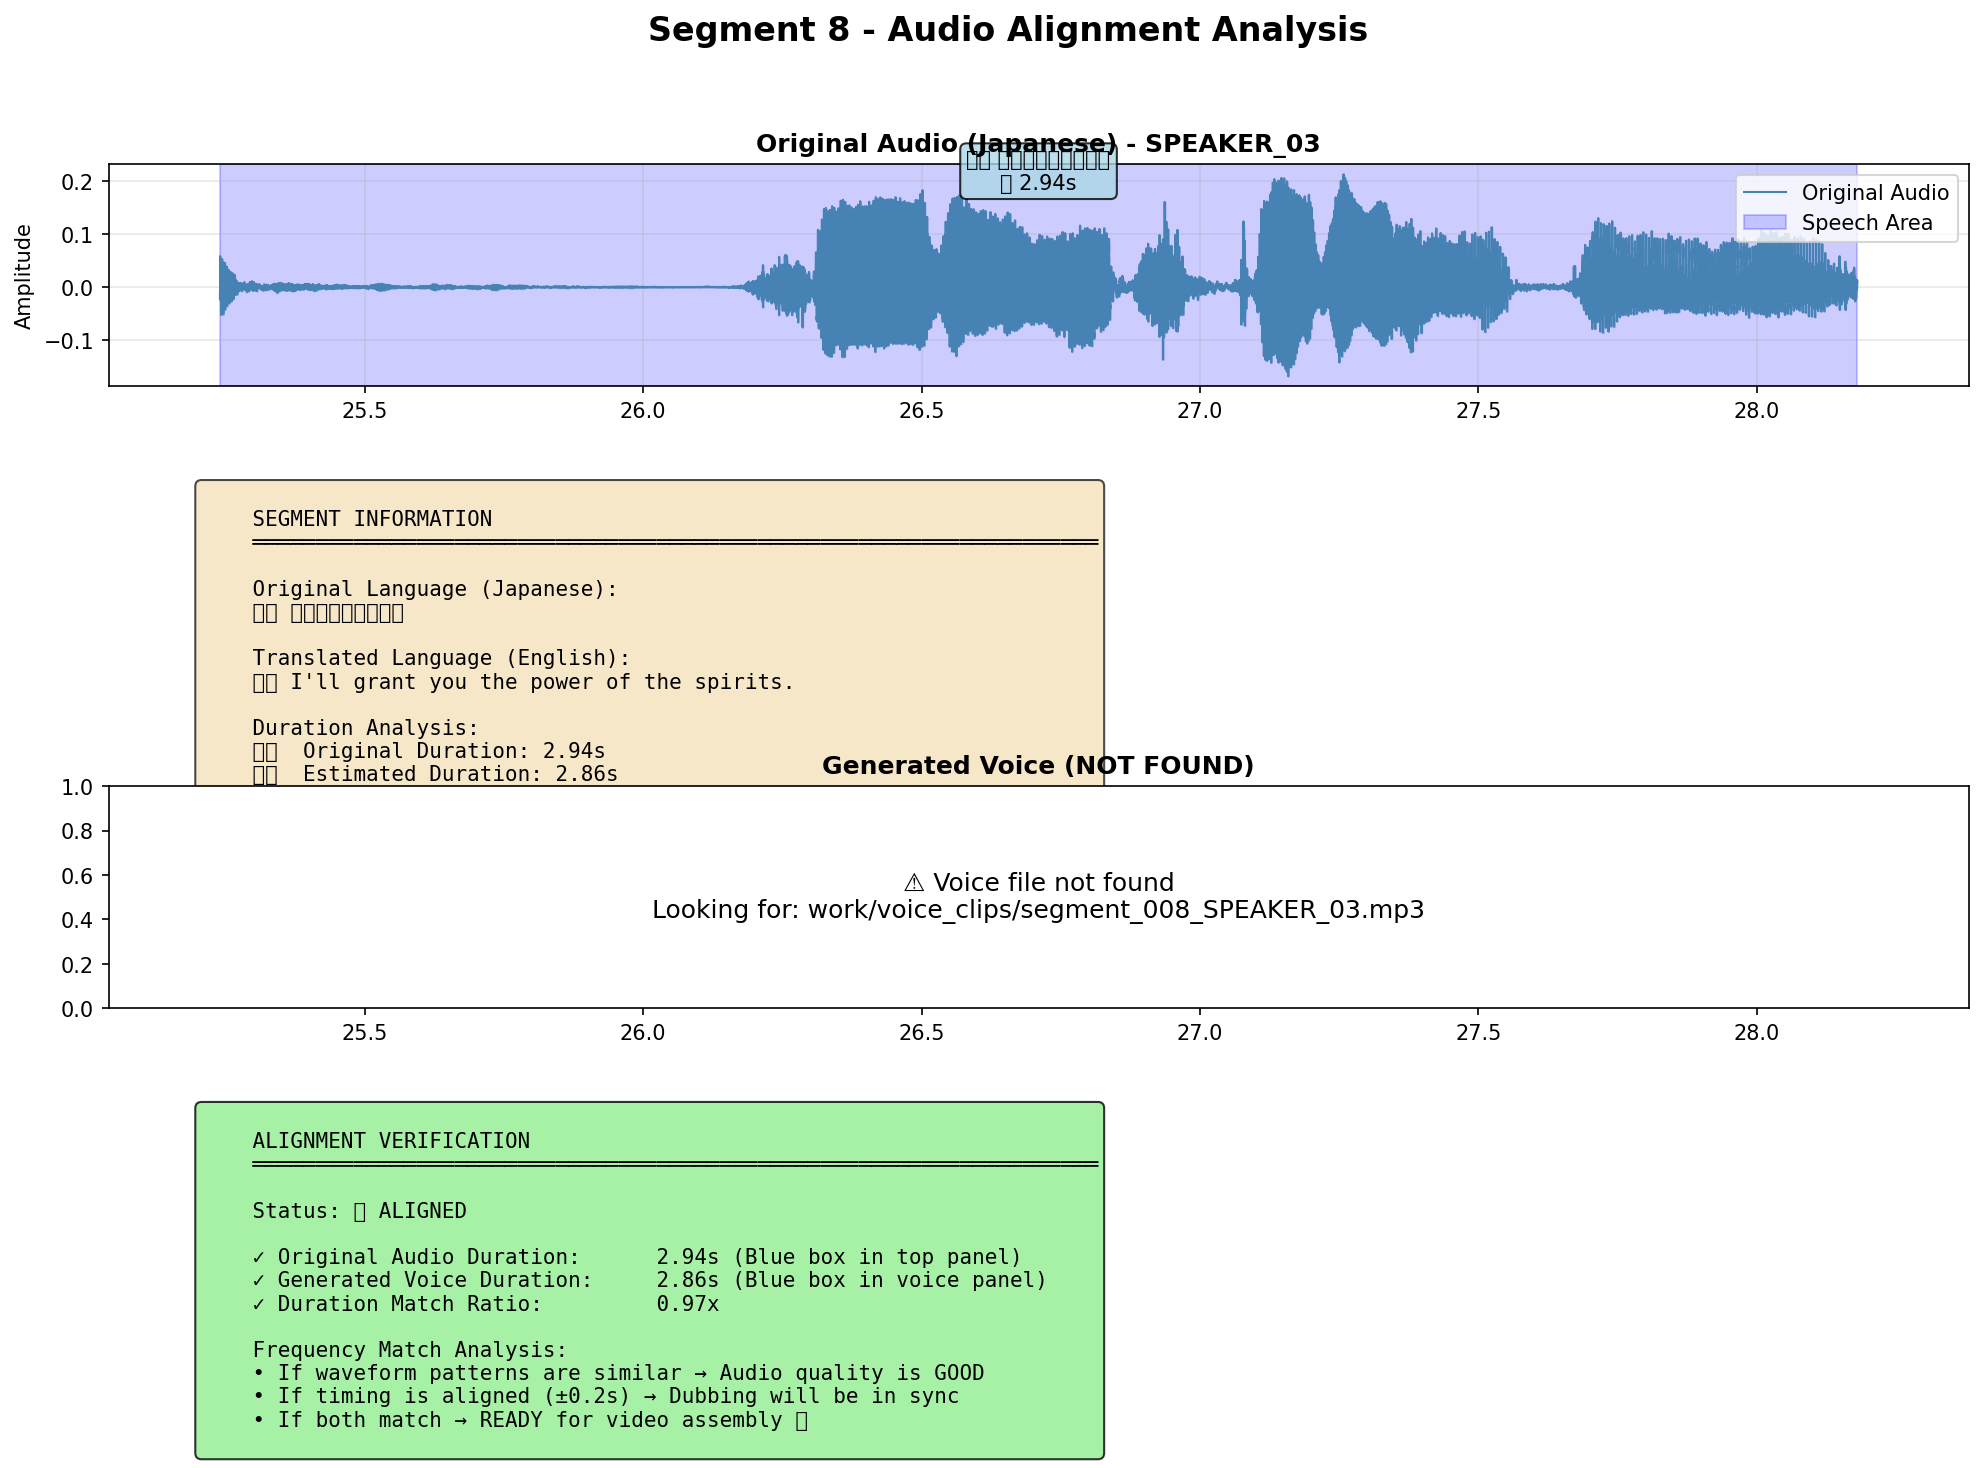 Segment 8 - Audio Alignment Analysis
Original Audio (Japanese) - SPEAKER_03
2.94s
Original Audio
Speech Area
Amplitude
0.2
0.1
0.0
−0.1
25.5 26.0 26.5 27.0 27.5 28.0
SEGMENT INFORMATION
Original Language (Japanese):
Translated Language (English):
I'll grant you the power of the spirits.
Duration Analysis:
Original Duration: 2.94s
Estimated Duration: 2.86s
Generated Voice (NOT FOUND)
1.0
0.8
0.6
0.4
0.2
0.0
⚠ Voice file not found
Looking for: work/voice_clips/segment_008_SPEAKER_03.mp3
25.5 26.0 26.5 27.0 27.5 28.0
ALIGNMENT VERIFICATION
Status: ALIGNED
✓ Original Audio Duration: 2.94s (Blue box in top panel)
✓ Generated Voice Duration: 2.86s (Blue box in voice panel)
✓ Duration Match Ratio: 0.97x
Frequency Match Analysis:
• If waveform patterns are similar → Audio quality is GOOD
• If timing is aligned (±0.2s) → Dubbing will be in sync
• If both match → READY for video assembly